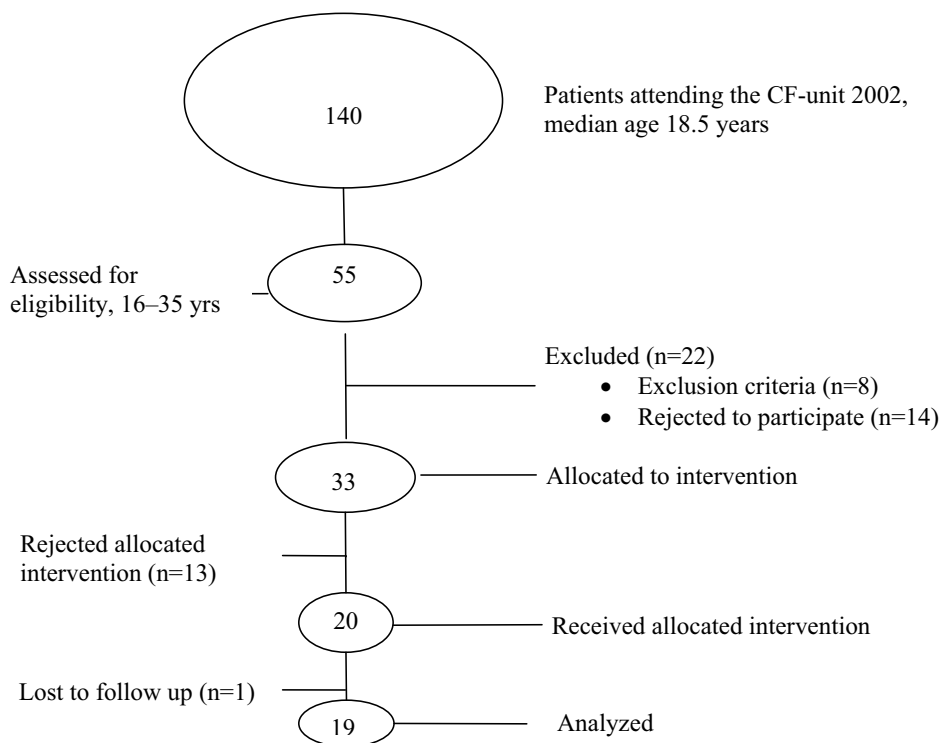 140
Patients attending the CF-unit 2002,
median age 18.5 years
55
Assessed for
eligibility, 16–35 yrs
Excluded (n=22)
• Exclusion criteria (n=8)
• Rejected to participate (n=14)
33
Allocated to intervention
Rejected allocated
intervention (n=13)
20
Received allocated intervention
Lost to follow up (n=1)
19
Analyzed